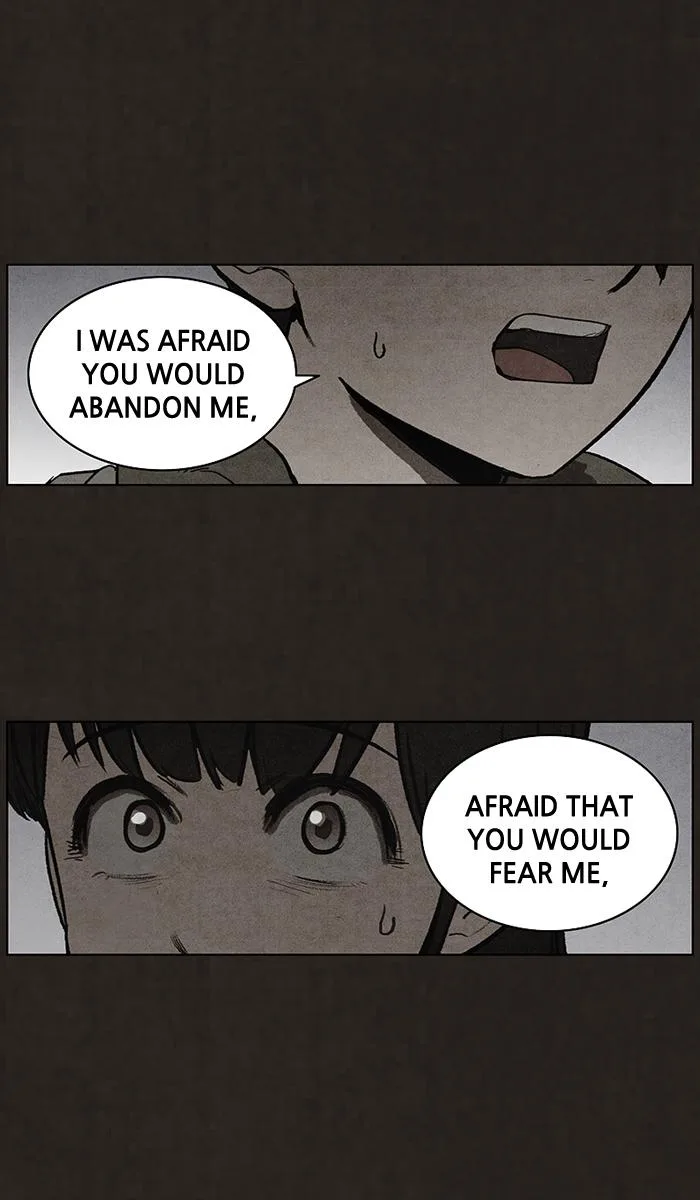 I WAS AFRAID
YOU WOULD
ABANDON ME,
AFRAID THAT
YOU WOULD
FEAR ME,